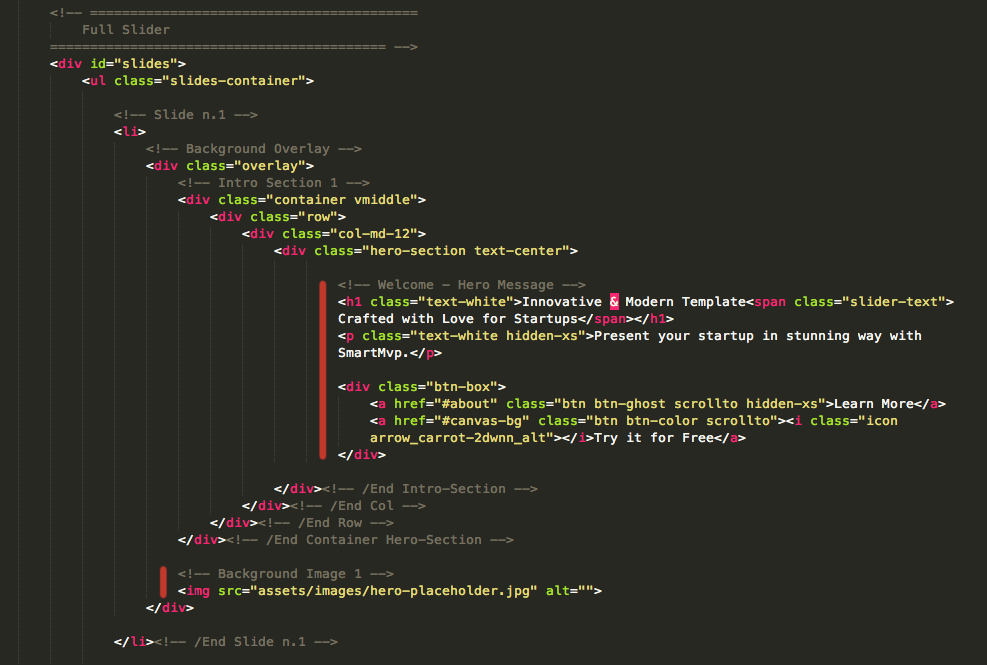 <!-- =========================================
Full Slider
========================================== -->
<div id="slides">
<ul class="slides-container">
<!-- Slide n.1 -->
<li>
<!-- Background Overlay -->
<div class="overlay">
<!-- Intro Section 1 -->
<div class="container vmiddle">
<div class="row">
<div class="col-md-12">
<div class="hero-section text-center">
<!-- Welcome - Hero Message -->
<h1 class="text-white">Innovative & Modern Template<span class="slider-text">
Crafted with Love for Startups</span></h1>
<p class="text-white hidden-xs">Present your startup in stunning way with
SmartMvp.</p>
<div class="btn-box">
<a href="#about" class="btn btn-ghost scrollto hidden-xs">Learn More</a>
<a href="#canvas-bg" class="btn btn-color scrollto"><i class="icon
arrow_carrot-2dwnn_alt"></i>Try it for Free</a>
</div>
</div><!-- /End Intro-Section -->
</div><!-- /End Col -->
</div><!-- /End Row -->
</div><!-- /End Container Hero-Section -->
<!-- Background Image 1 -->
<img src="assets/images/hero-placeholder.jpg" alt="">
</div>
</li><!-- /End Slide n.1 -->